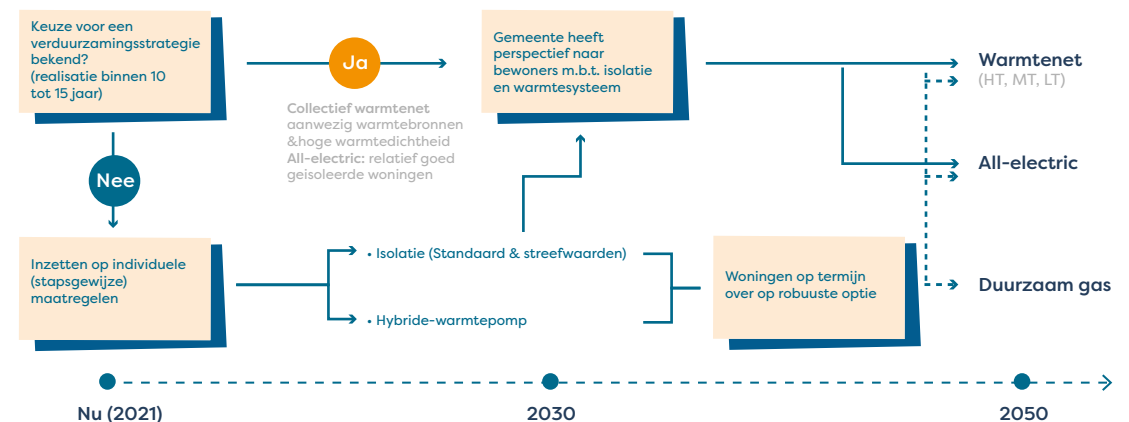 Keuze voor een
verduurzamingsstrategie
bekend?
(realisatie binnen 10
tot 15 jaar)
Ja
Collectief warmtenet
aanwezig warmtebronnen
&hoge warmtedichtheid
All-electric: relatief goed
geisoleerde woningen
Gemeente heeft
perspectief naar
bewoners m.b.t. isolatie
en warmtesysteem
Warmtenet
(HT, MT, LT)
All-electric
Duurzaam gas
Nee
Inzetten op individuele
(stapsgewijze)
maatregelen
• Isolatie (Standaard & streefwaarden)
• Hybride-warmtepomp
Woningen op termijn
over op robuuste optie
Nu (2021)
2030
2050